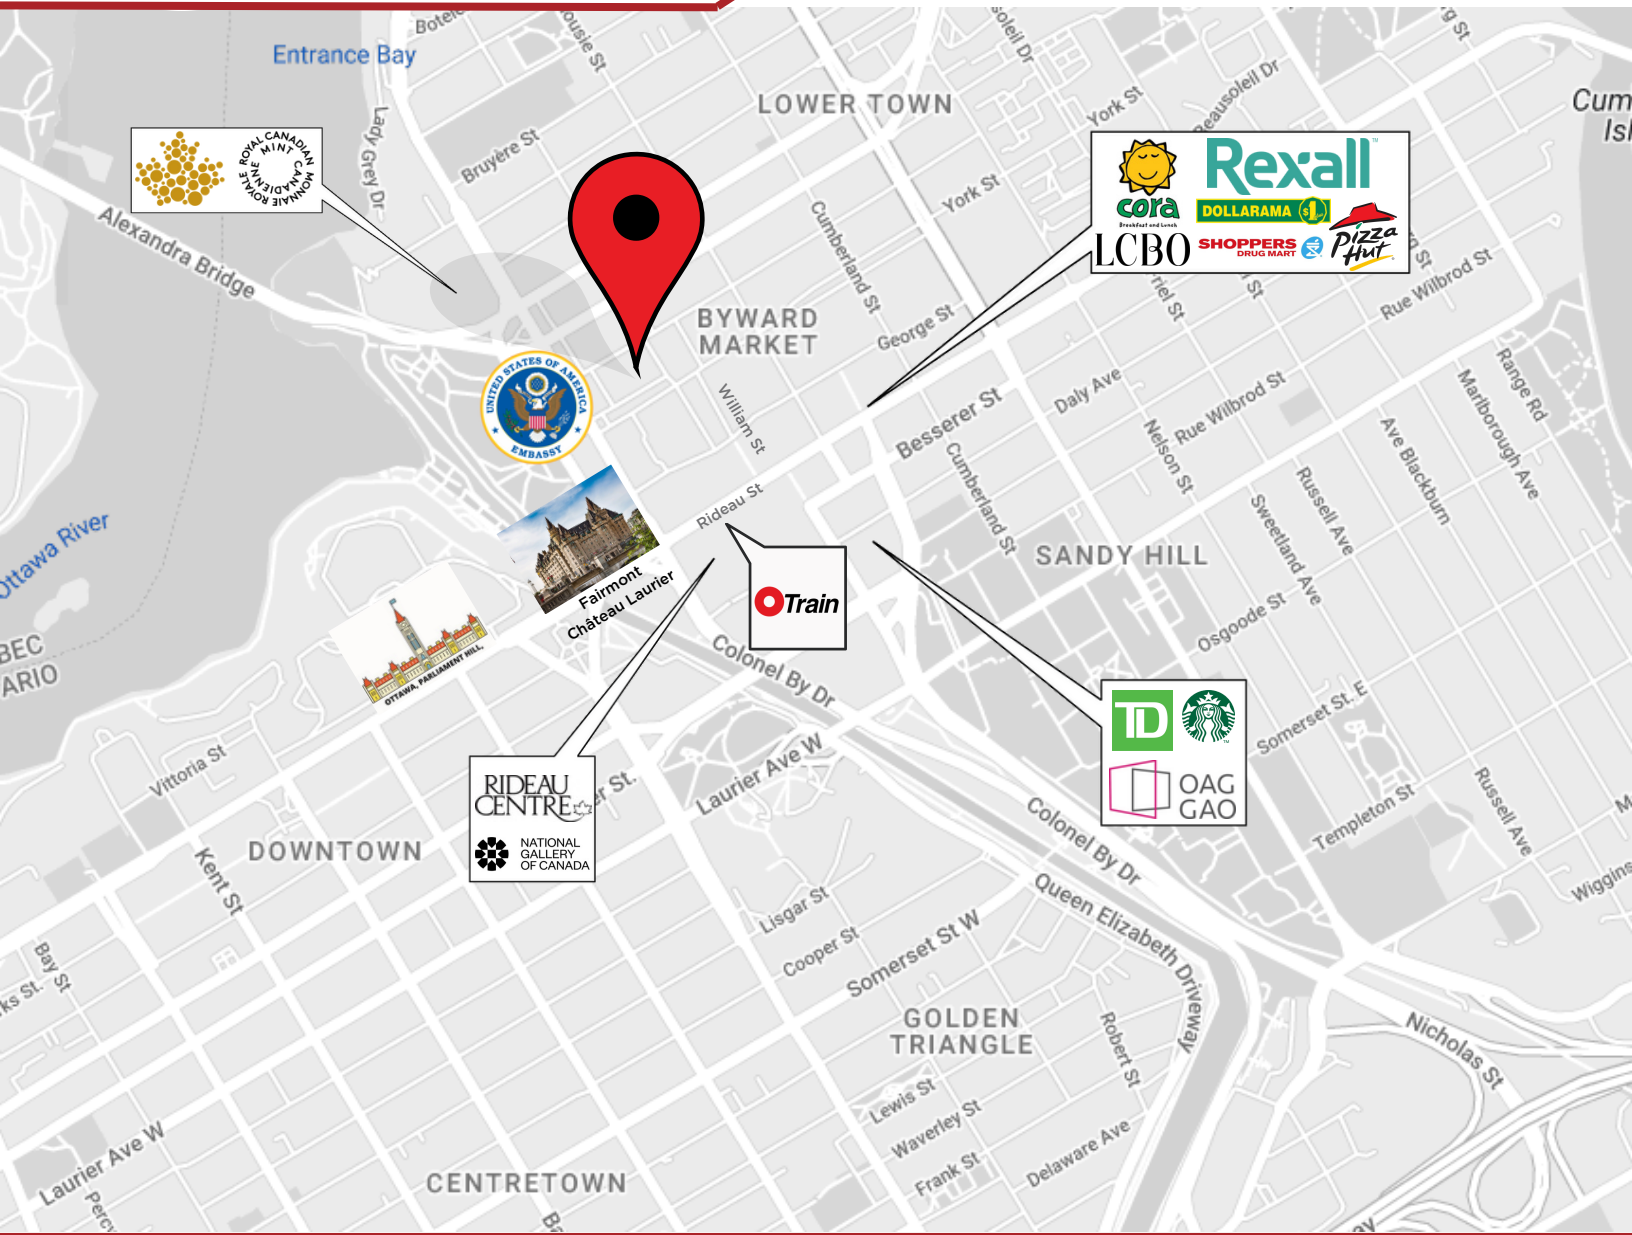 Entrance Bay
LOWER TOWN
York St
Beausoleil Dr
Lady Grey Dr
Bruyère St
ROYAL CANADIAN MINT
MONNAIE ROYALE CANADIENNE
Alexandra Bridge
York St
Cumberland St
cora
Breakfast and Lunch
Rexall
DOLLARAMA $1
LCBO
SHOPPERS
DRUG MART
Pizza
Hut
Rue Wilbrod St
BYWARD
MARKET
George St
UNITED STATES OF AMERICA
EMBASSY
William St
Besserer St
Daly Ave
Rue Wilbrod St
Nelson St
Range Rd
Marlborough Ave
Ave Blackburn
Russell Ave
Sweetland Ave
Cumberland St
Rideau St
Ottawa River
SANDY HILL
Fairmont
Château Laurier
OTrain
Osgoode St
OTTAWA, PARLIAMENT HILL,
Colonel By Dr
Somerset St. E
TD
OAG
GAO
Vittoria St
Laurier Ave W
RIDEAU
CENTRE
NATIONAL
GALLERY
OF CANADA
Russell Ave
Templeton St
Colonel By Dr
DOWNTOWN
Kent St
Queen Elizabeth Driveway
Lisgar St
Cooper St
Somerset St W
Bay St
GOLDEN
TRIANGLE
Robert St
Nicholas St
Lewis St
Waverley St
Frank St
Delaware Ave
Laurier Ave W
CENTRETOWN